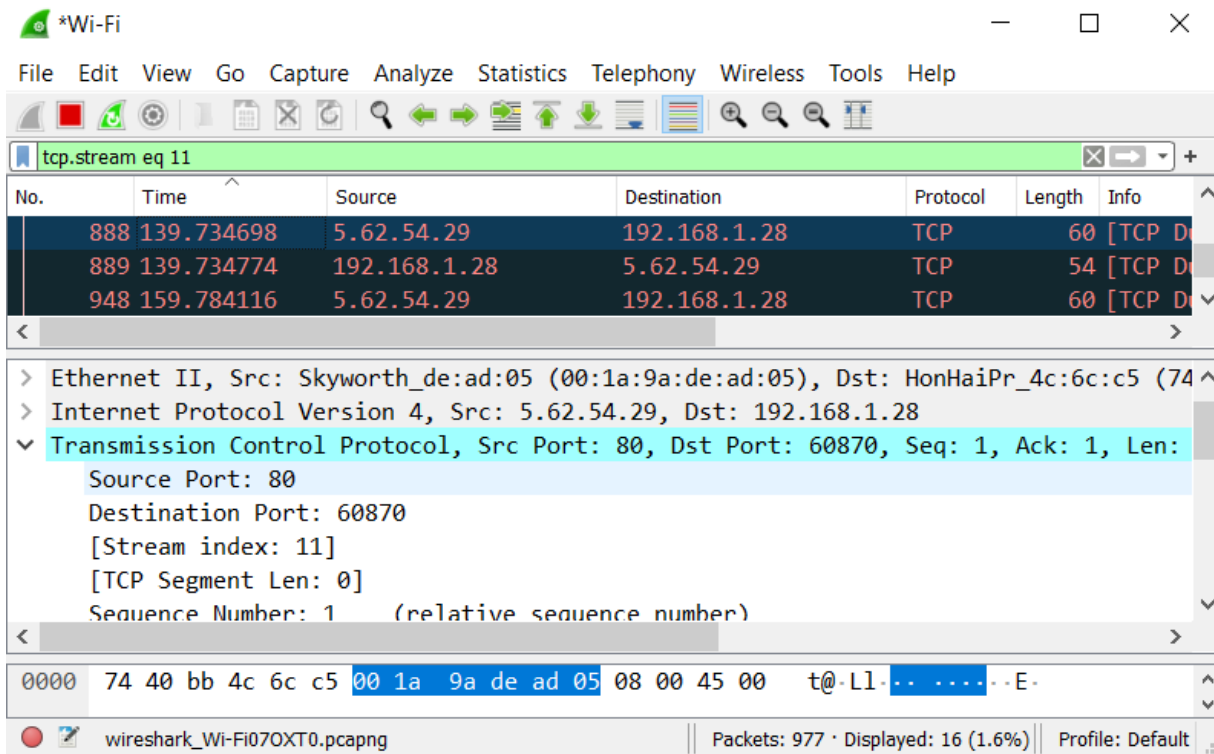 *Wi-Fi
File Edit View Go Capture Analyze Statistics Telephony Wireless Tools Help
tcp.stream eq 11
No. Time Source Destination Protocol Length Info
888 139.734698 5.62.54.29 192.168.1.28 TCP 60 [TCP Du
889 139.734774 192.168.1.28 5.62.54.29 TCP 54 [TCP Du
948 159.784116 5.62.54.29 192.168.1.28 TCP 60 [TCP Du
Ethernet II, Src: Skyworth_de:ad:05 (00:1a:9a:de:ad:05), Dst: HonHaiPr_4c:6c:c5 (74
Internet Protocol Version 4, Src: 5.62.54.29, Dst: 192.168.1.28
Transmission Control Protocol, Src Port: 80, Dst Port: 60870, Seq: 1, Ack: 1, Len:
Source Port: 80
Destination Port: 60870
[Stream index: 11]
[TCP Segment Len: 0]
Sequence Number: 1 (relative sequence number)
0000 74 40 bb 4c 6c c5 00 1a 9a de ad 05 08 00 45 00 t@·Ll··· ·······E·
wireshark_Wi-Fi07OXT0.pcapng Packets: 977 · Displayed: 16 (1.6%) Profile: Default